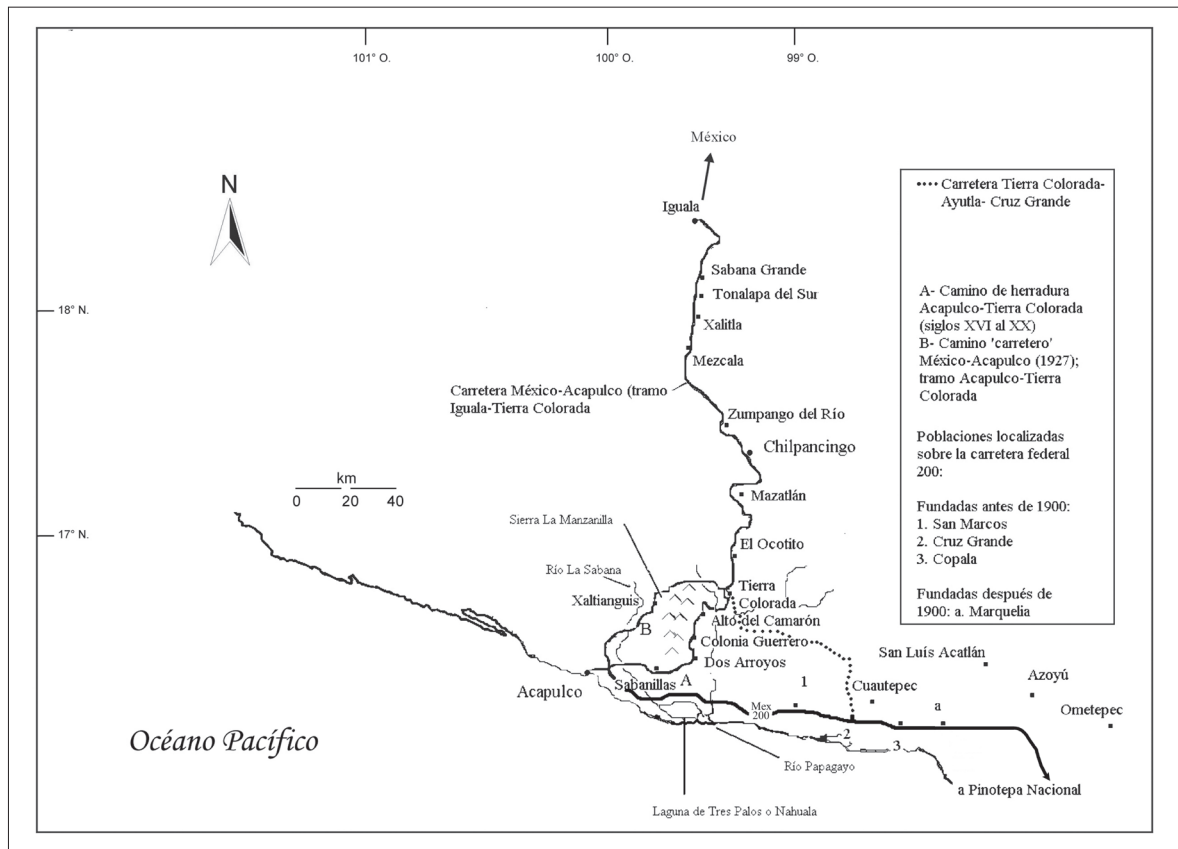 101° O.
100° O.
99° O.
México
N
Iguala
Carretera Tierra Colorada-
Ayutla- Cruz Grande
Sabana Grande
Tonalapa del Sur
A- Camino de herradura
Acapulco-Tierra Colorada
(siglos XVI al XX)
B- Camino 'carretero'
México-Acapulco (1927);
tramo Acapulco-Tierra
Colorada
18° N.
Xalitla
Mezcala
Carretera México-Acapulco (tramo
Iguala-Tierra Colorada
Zumpango del Río
Chilpancingo
Poblaciones localizadas
sobre la carretera federal
200:
km
0 20 40
Mazatlán
Fundadas antes de 1900:
1. San Marcos
2. Cruz Grande
3. Copala
Sierra La Manzanilla
17° N.
El Ocotito
Río La Sabana
Xaltianguis
Tierra
Colorada
Fundadas después de
1900: a. Marquelia
Alto del Camarón
B
Colonia Guerrero
San Luís Acatlán
Dos Arroyos
Acapulco
Sabanillas
A
1
Cuautepec
Azoyú
a
Ometepec
Mex
200
2
3
Océano Pacífico
Río Papagayo
a Pinotepa Nacional
Laguna de Tres Palos o Nahuala